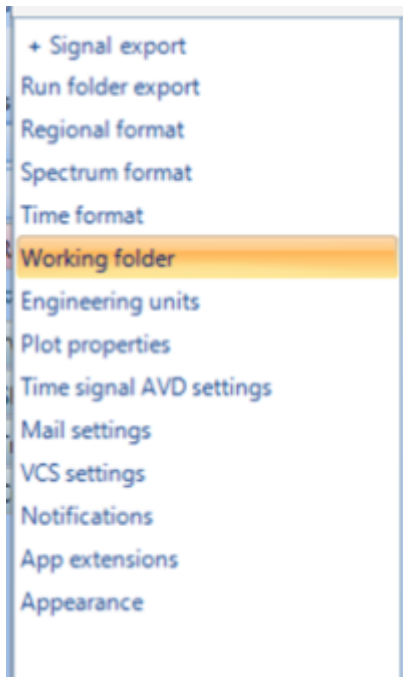 + Signal export
Run folder export
Regional format
Spectrum format
Time format
Working folder
Engineering units
Plot properties
Time signal AVD settings
Mail settings
VCS settings
Notifications
App extensions
Appearance